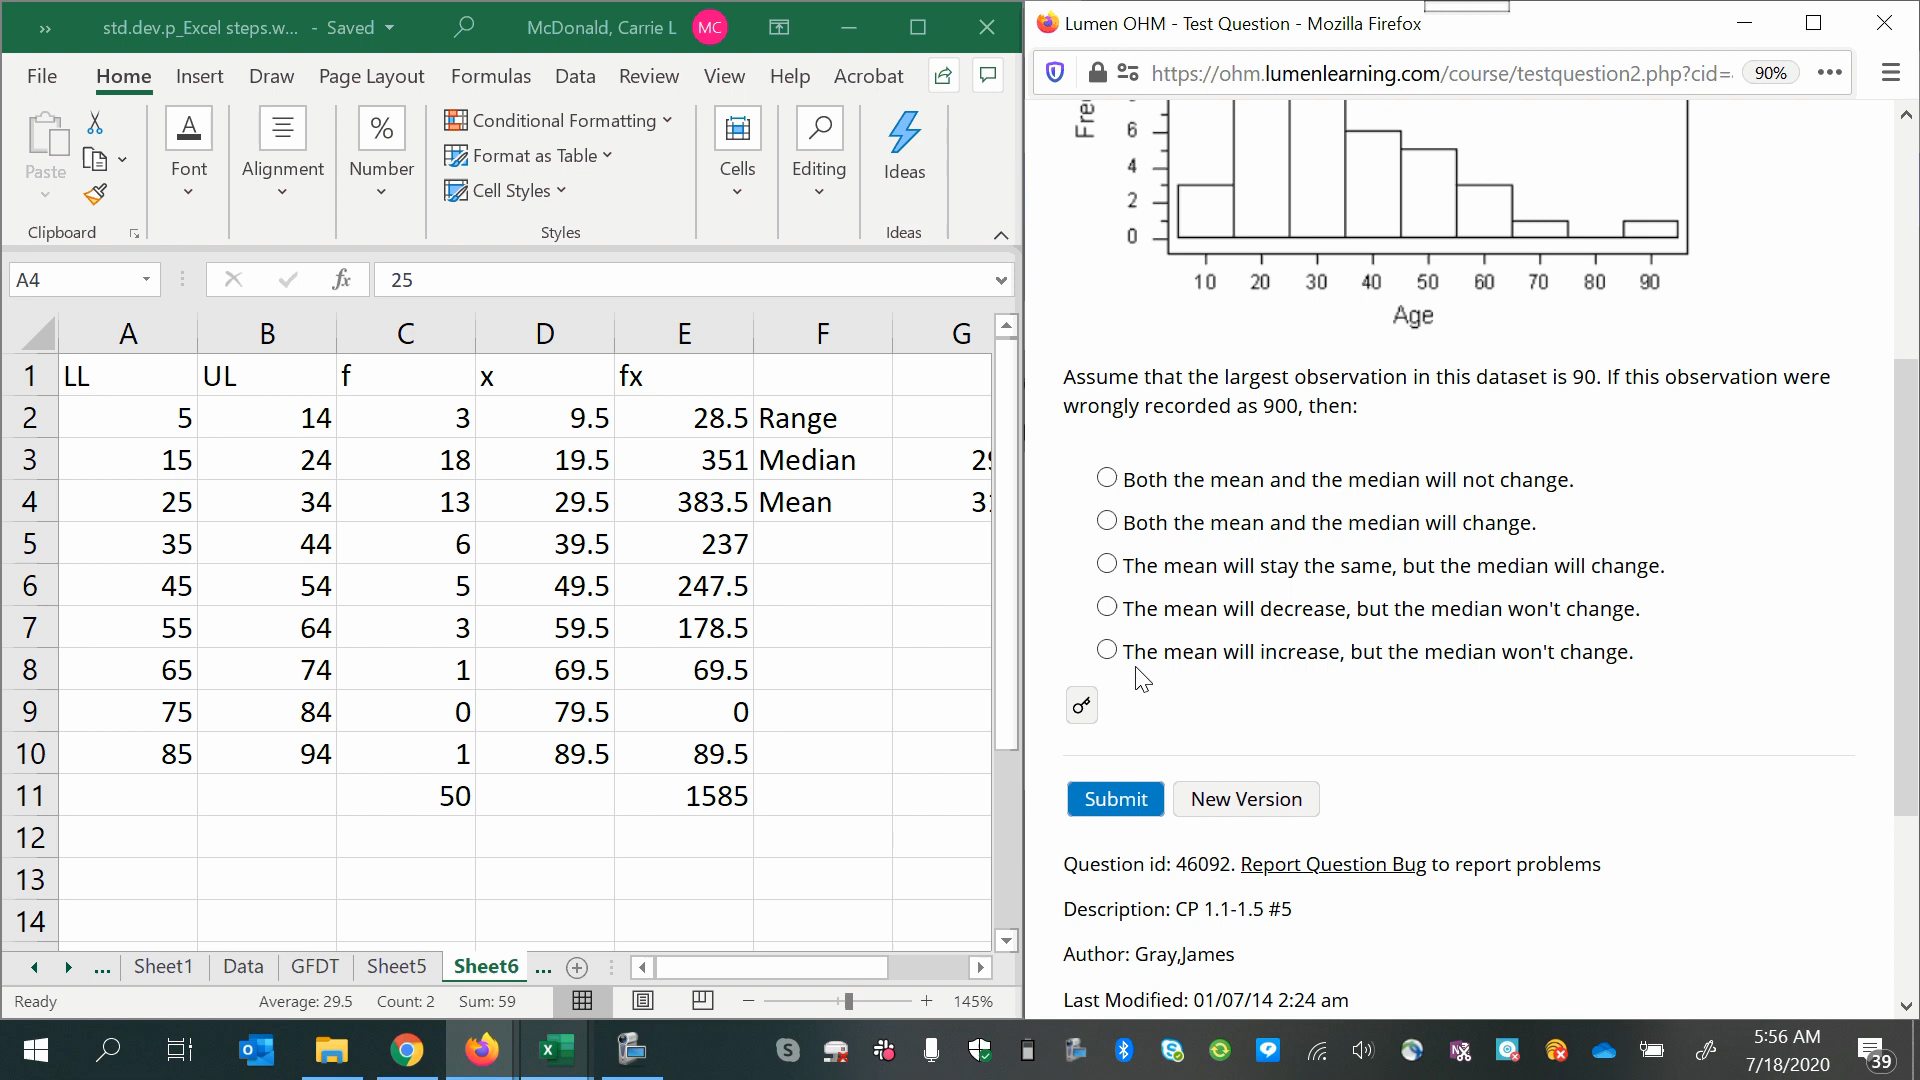 std.dev.p_Excel steps.w... - Saved
McDonald, Carrie L
MC
File Home Insert Draw Page Layout Formulas Data Review View Help Acrobat
Paste
Font
Alignment
Number
Conditional Formatting
Format as Table
Cell Styles
Cells
Editing
Ideas
Clipboard
Styles
Ideas
A4
fx
25
A B C D E F G
1 LL UL f x fx
2 5 14 3 9.5 28.5 Range
3 15 24 18 19.5 351 Median
4 25 34 13 29.5 383.5 Mean
5 35 44 6 39.5 237
6 45 54 5 49.5 247.5
7 55 64 3 59.5 178.5
8 65 74 1 69.5 69.5
9 75 84 0 79.5 0
10 85 94 1 89.5 89.5
11 50 1585
12
13
14
... Sheet1 Data GFDT Sheet5 Sheet6 ...
Ready Average: 29.5 Count: 2 Sum: 59 145%
Lumen OHM - Test Question - Mozilla Firefox
https://ohm.lumenlearning.com/course/testquestion2.php?cid= 90%
6
4
2
0
10 20 30 40 50 60 70 80 90
Age
Assume that the largest observation in this dataset is 90. If this observation were
wrongly recorded as 900, then:
Both the mean and the median will not change.
Both the mean and the median will change.
The mean will stay the same, but the median will change.
The mean will decrease, but the median won't change.
The mean will increase, but the median won't change.
Submit New Version
Question id: 46092. Report Question Bug to report problems
Description: CP 1.1-1.5 #5
Author: Gray,James
Last Modified: 01/07/14 2:24 am
5:56 AM
7/18/2020
39